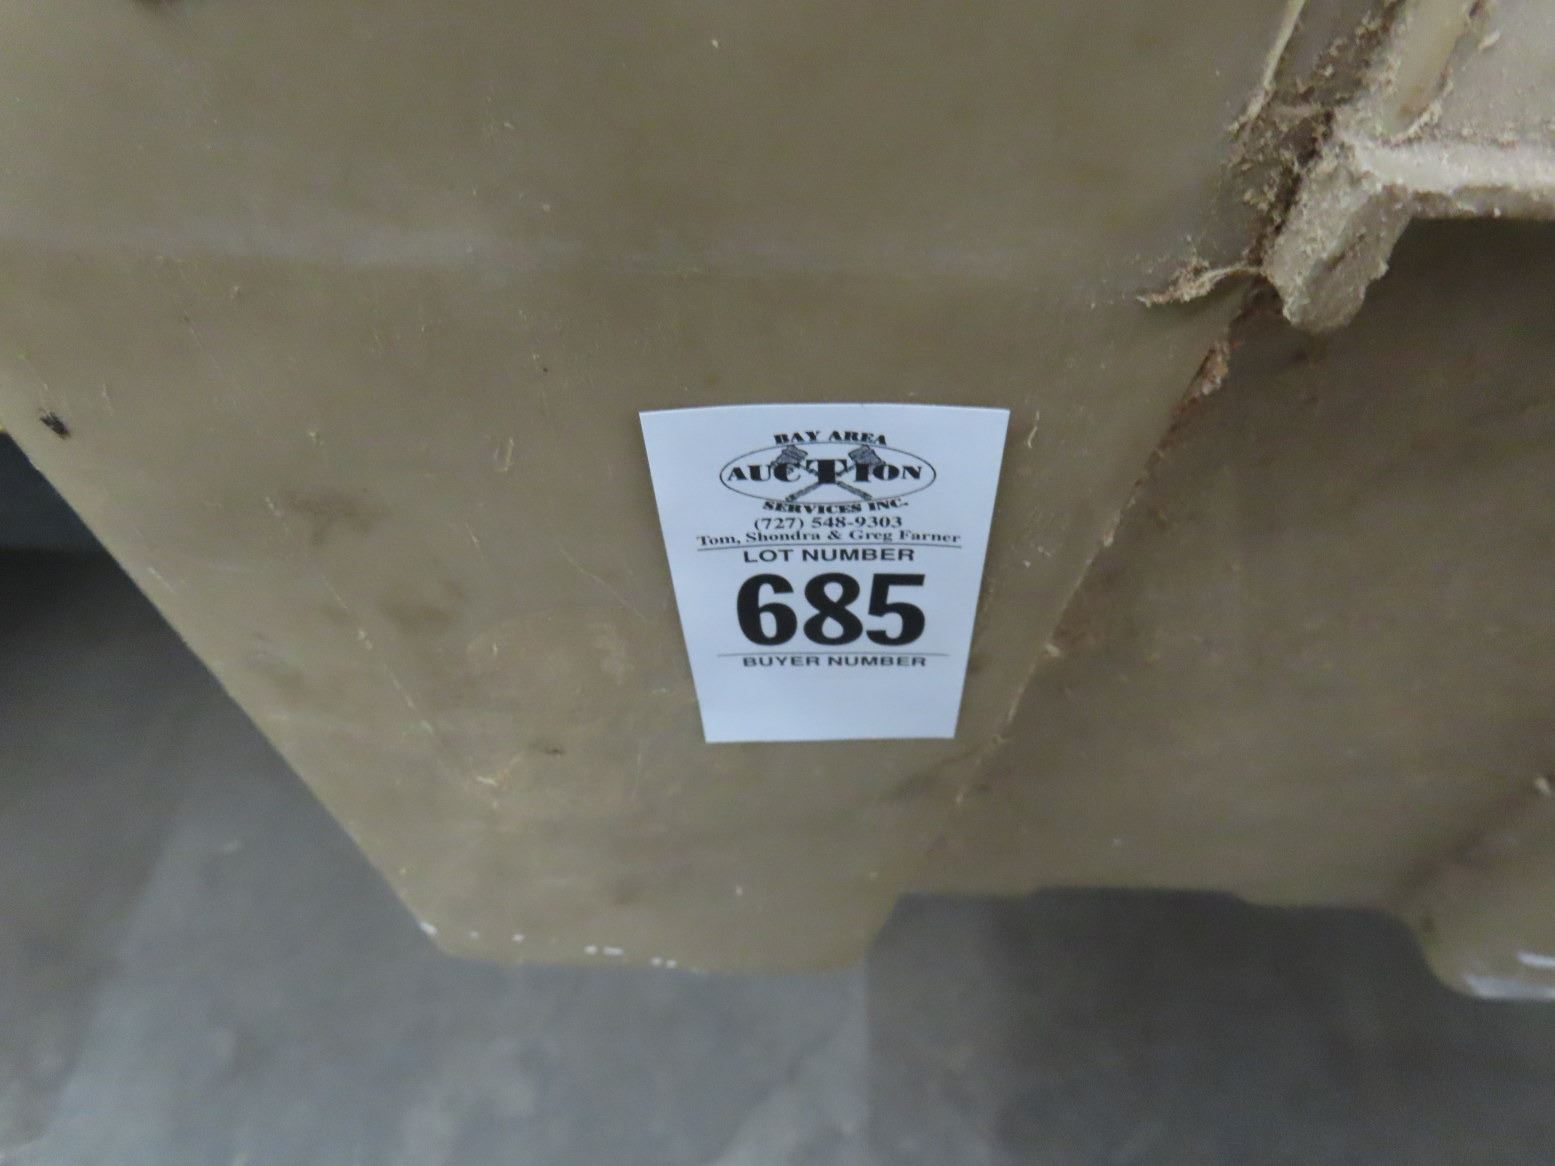 BAY AREA
AUCTION
SERVICES INC.
(727) 548-9303
Tom, Shondra & Greg Farner
LOT NUMBER
685
BUYER NUMBER